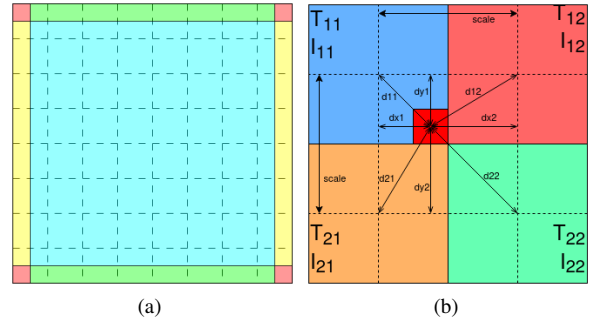 T11
I11
T12
I12
scale
d11
dy1
d12
dx1
dx2
scale
d21
dy2
d22
T21
I21
T22
I22
(a)
(b)